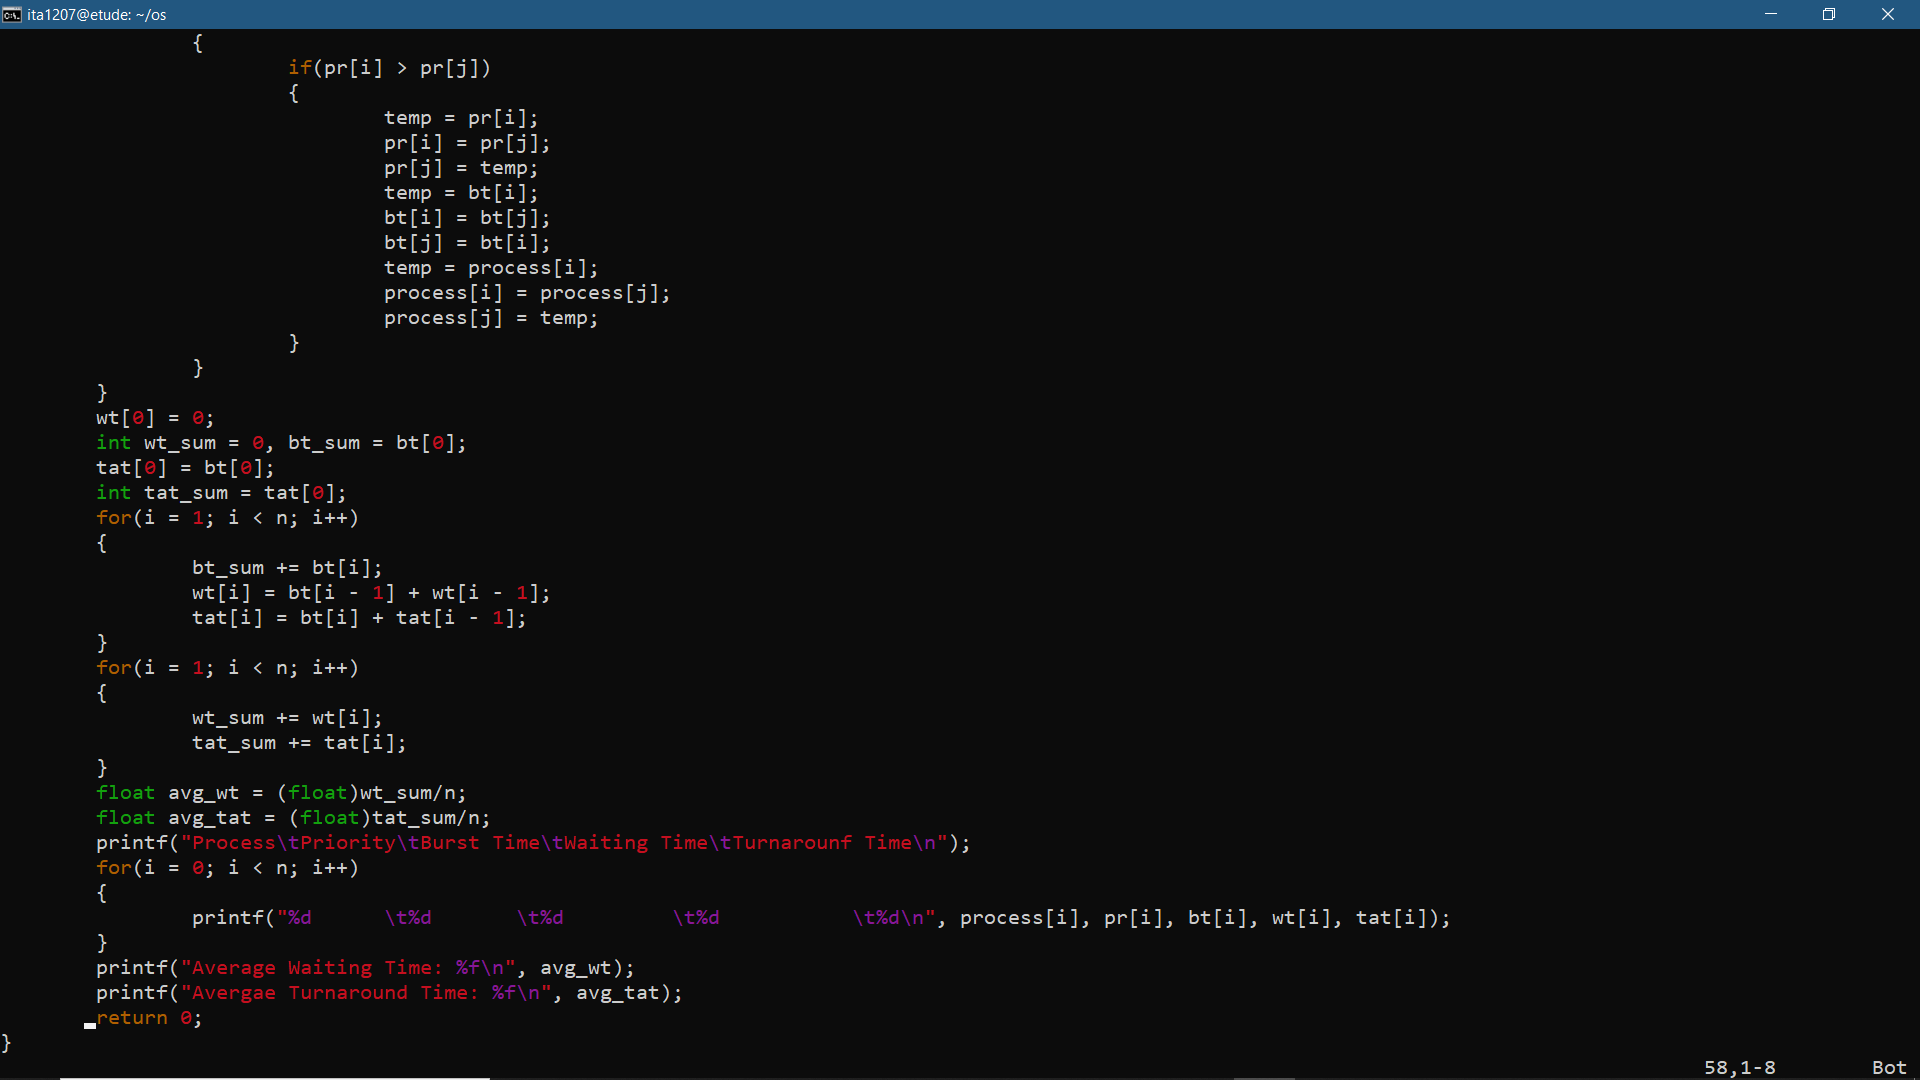 ita1207@etude: ~/os
{
if(pr[i] > pr[j])
{
temp = pr[i];
pr[i] = pr[j];
pr[j] = temp;
temp = bt[i];
bt[i] = bt[j];
bt[j] = bt[i];
temp = process[i];
process[i] = process[j];
process[j] = temp;
}
}
}
wt[0] = 0;
int wt_sum = 0, bt_sum = bt[0];
tat[0] = bt[0];
int tat_sum = tat[0];
for(i = 1; i < n; i++)
{
bt_sum += bt[i];
wt[i] = bt[i - 1] + wt[i - 1];
tat[i] = bt[i] + tat[i - 1];
}
for(i = 1; i < n; i++)
{
wt_sum += wt[i];
tat_sum += tat[i];
}
float avg_wt = (float)wt_sum/n;
float avg_tat = (float)tat_sum/n;
printf("Process\tPriority\tBurst Time\tWaiting Time\tTurnarounf Time\n");
for(i = 0; i < n; i++)
{
printf("%d      \t%d       \t%d         \t%d           \t%d\n", process[i], pr[i], bt[i], wt[i], tat[i]);
}
printf("Average Waiting Time: %f\n", avg_wt);
printf("Avergae Turnaround Time: %f\n", avg_tat);
return 0;
}
58,1-8 Bot